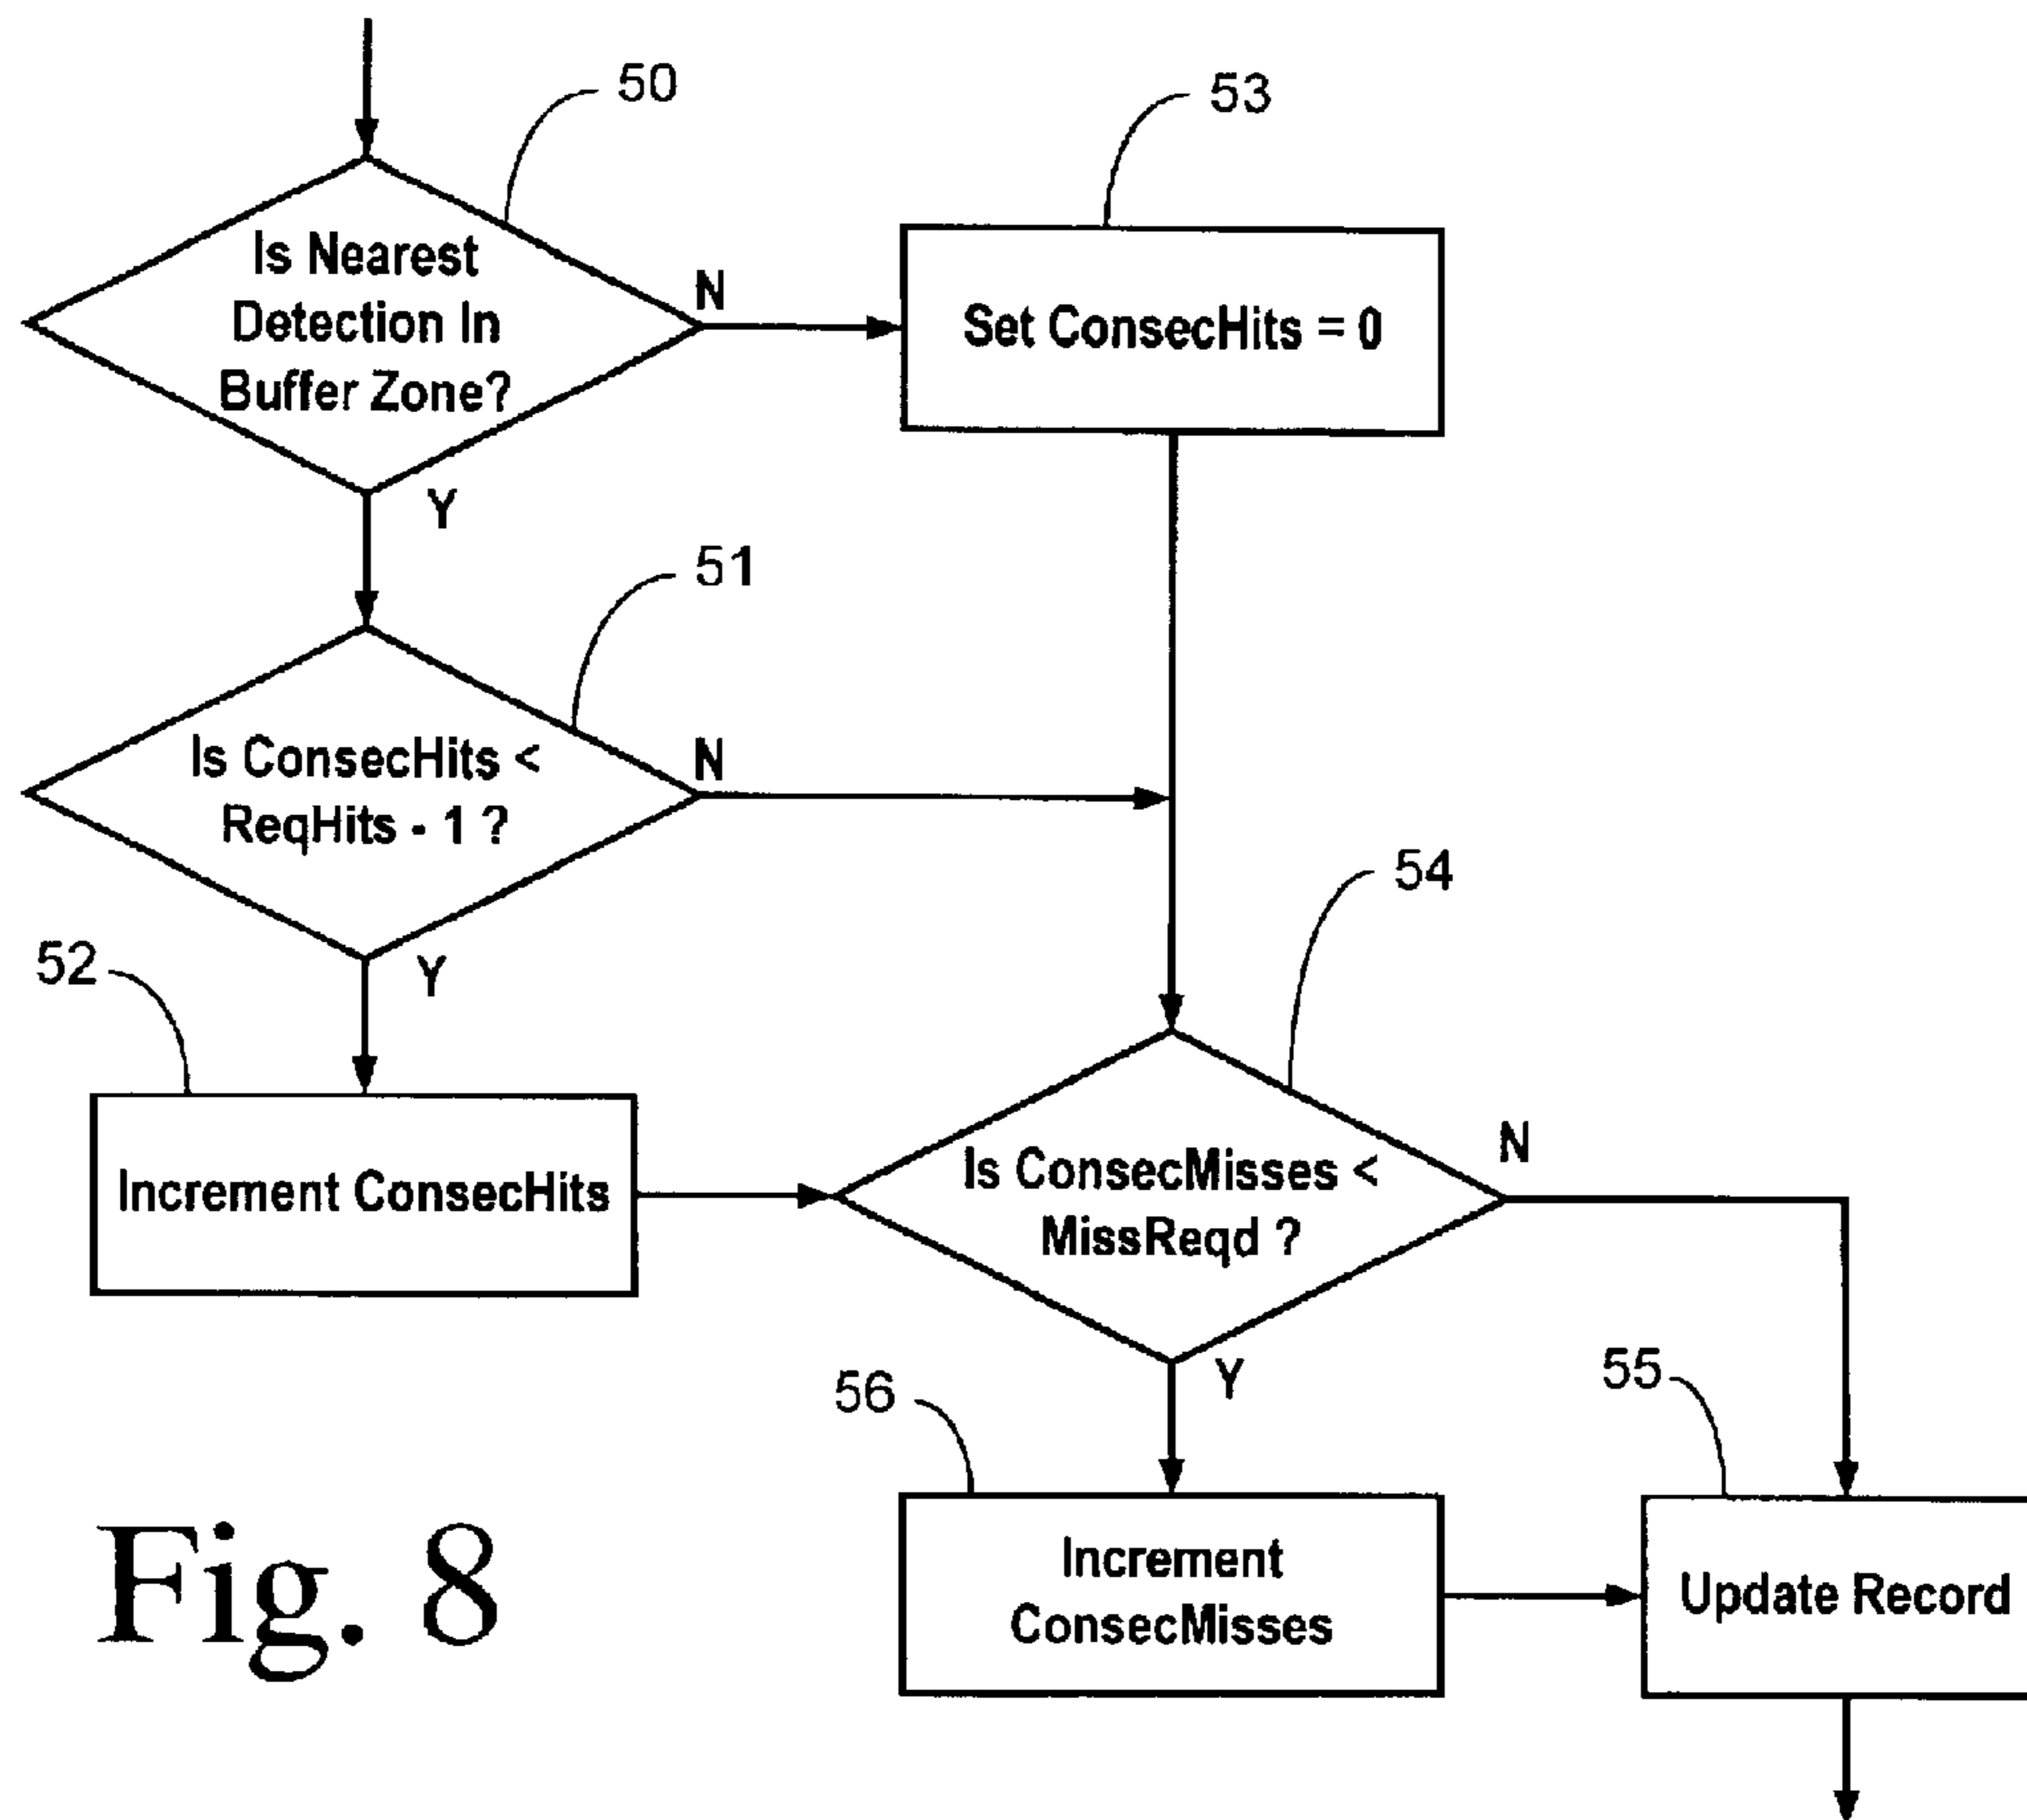 50
53
Is Nearest
Detection In
Buffer Zone?
N
Set ConsecHits = 0
Y
51
Is ConsecHits <
ReqHits - 1 ?
N
54
52
Y
Increment ConsecHits
Is ConsecMisses <
MissReqd ?
N
Y
56
55
Increment
ConsecMisses
Update Record
Fig. 8